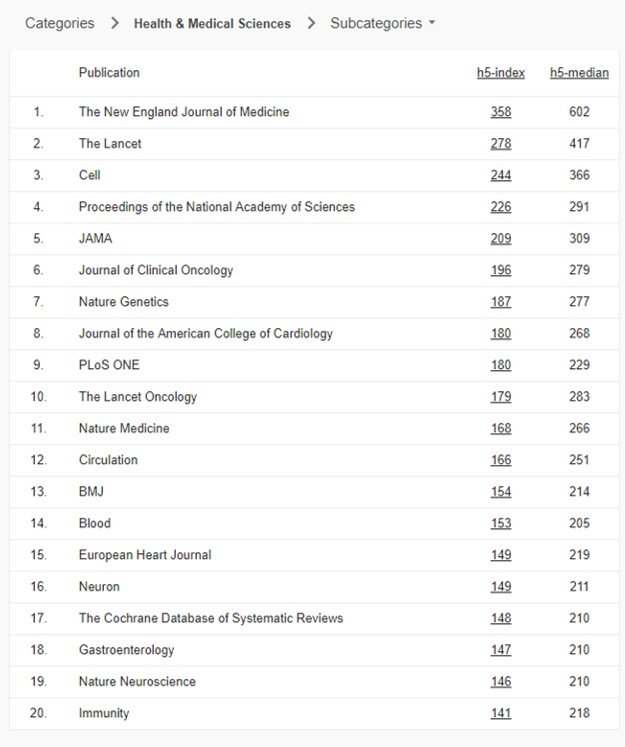 Categories > Health & Medical Sciences > Subcategories
Publication h5-index h5-median
1. The New England Journal of Medicine 358 602
2. The Lancet 278 417
3. Cell 244 366
4. Proceedings of the National Academy of Sciences 226 291
5. JAMA 209 309
6. Journal of Clinical Oncology 196 279
7. Nature Genetics 187 277
8. Journal of the American College of Cardiology 180 268
9. PLoS ONE 180 229
10. The Lancet Oncology 179 283
11. Nature Medicine 168 266
12. Circulation 166 251
13. BMJ 154 214
14. Blood 153 205
15. European Heart Journal 149 219
16. Neuron 149 211
17. The Cochrane Database of Systematic Reviews 148 210
18. Gastroenterology 147 210
19. Nature Neuroscience 146 210
20. Immunity 141 218